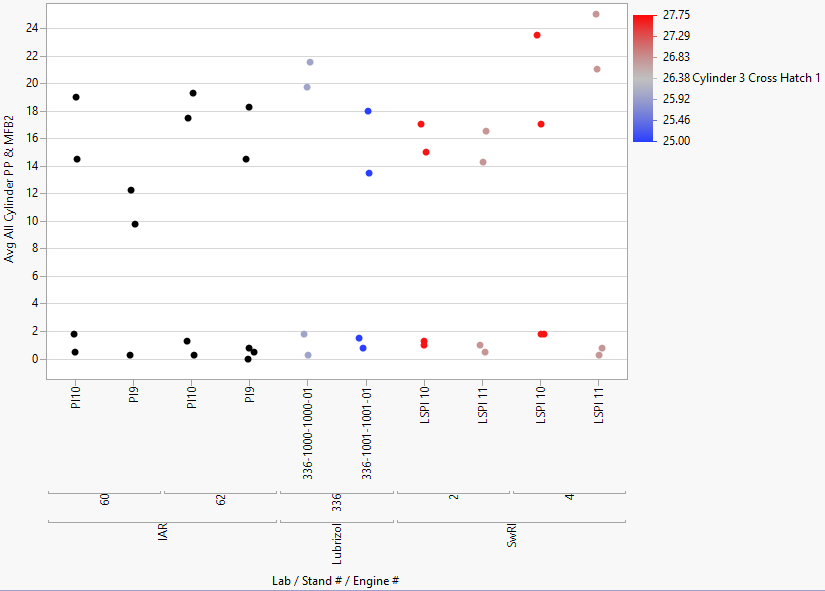 27.75
24
27.29
22
26.83
20
26.38 Cylinder 3 Cross Hatch 1
25.92
18
25.46
16
25.00
14
12
10
8
6
4
2
0
Avg All Cylinder PP & MFB2
PI10
PI9
PI10
PI9
336-1000-1000-01
336-1001-1001-01
LSPI 10
LSPI 11
LSPI 10
LSPI 11
60
62
336
2
4
IAR
Lubrizol
SwRI
Lab / Stand # / Engine #